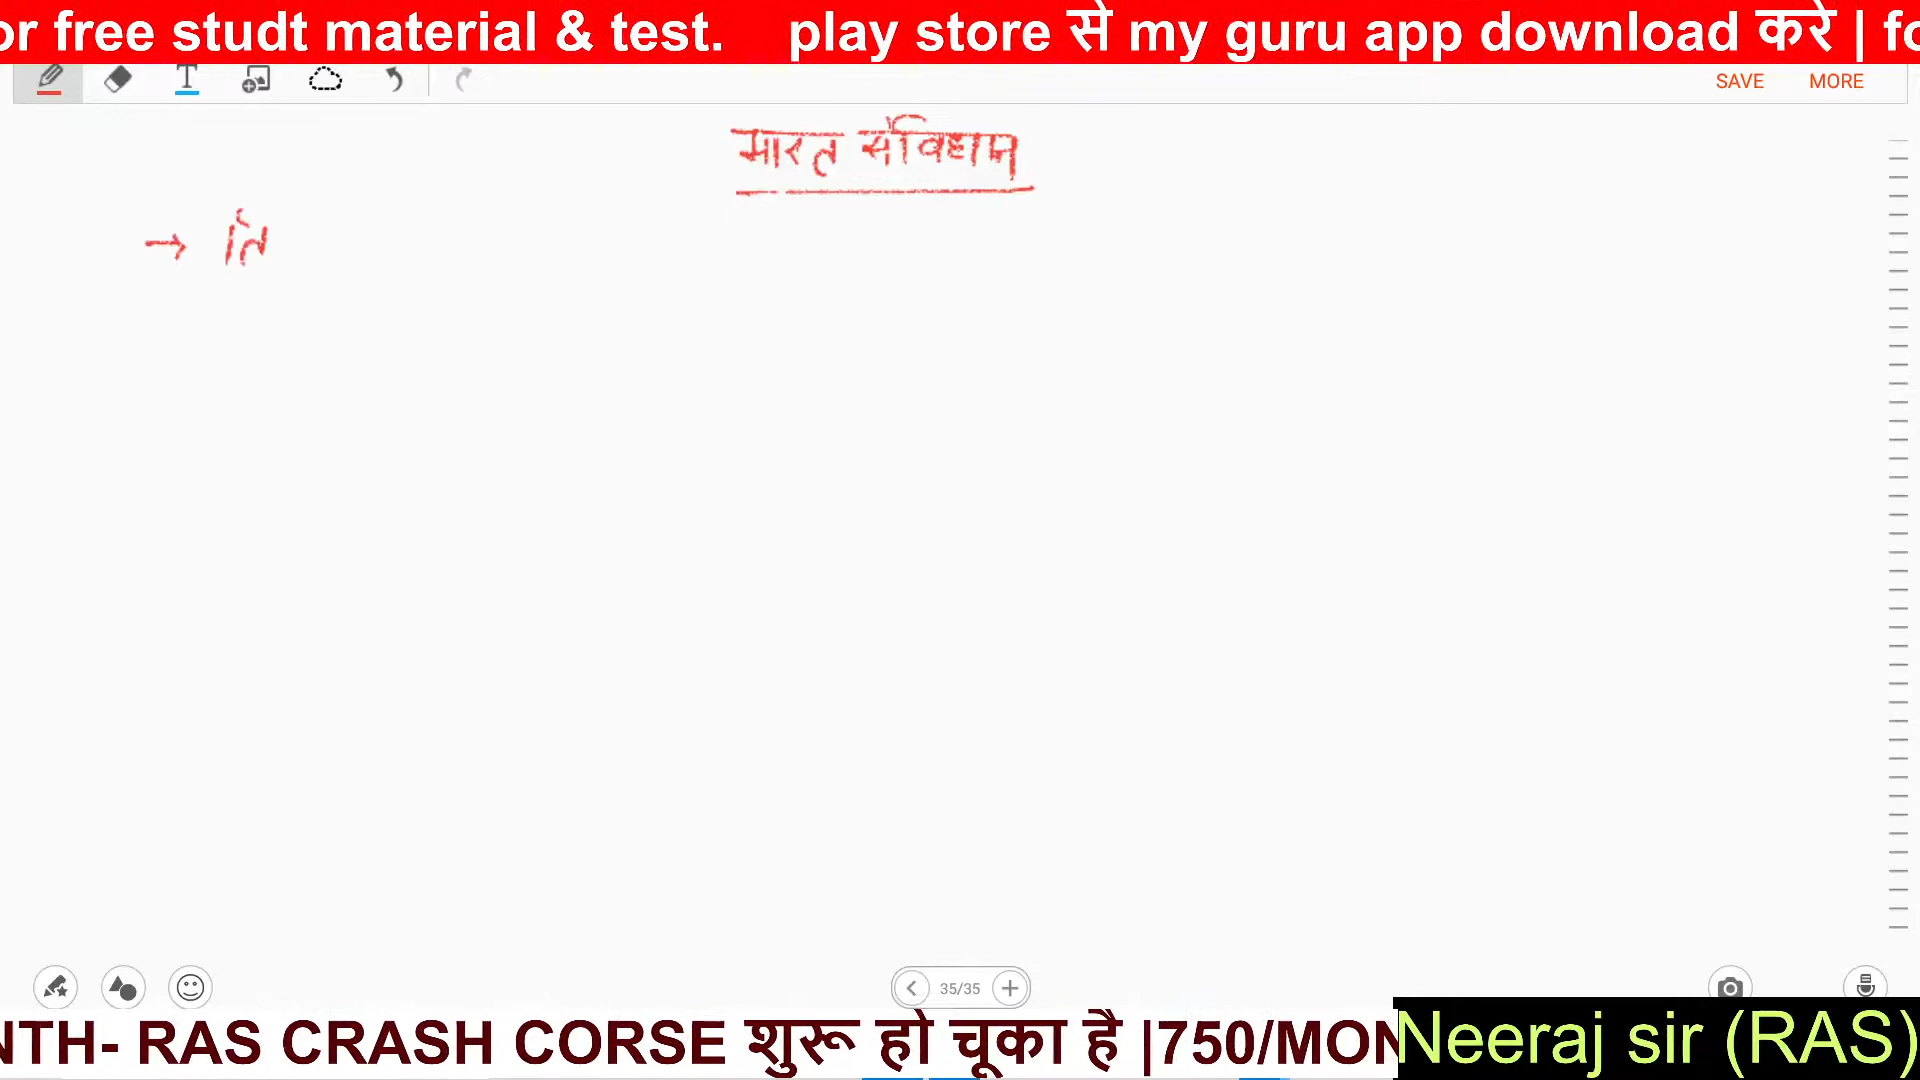 or free studt material & test. play store से my guru app download करे | fo
T
SAVE MORE
भारत संविधान
→ ति
35/35
NTH- RAS CRASH CORSE शुरू हो चूका है |750/MON
Neeraj sir (RAS)